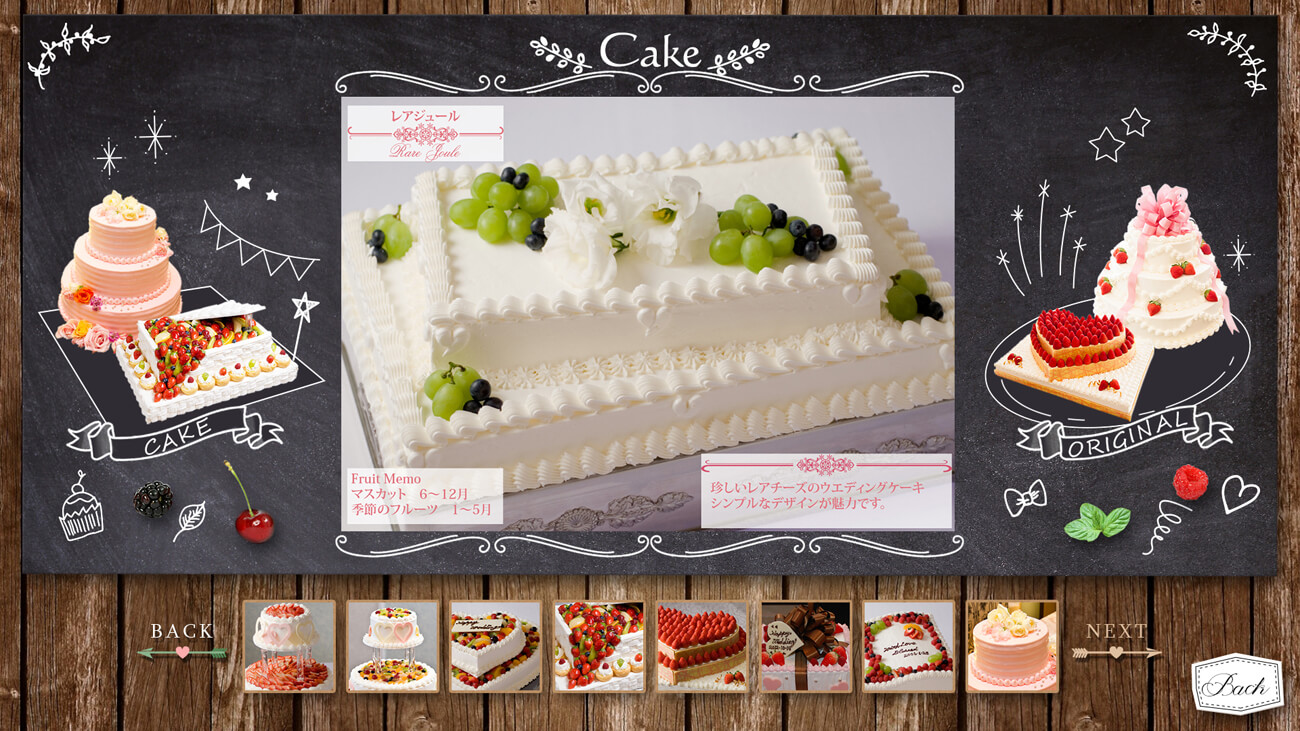 Cake
レアジュール
Rare Joule
Fruit Memo
マスカット 6〜12月
季節のフルーツ 1〜5月
珍しいレアチーズのウエディングケーキ
シンプルなデザインが魅力です。
CAKE
ORIGINAL
BACK
NEXT
Back